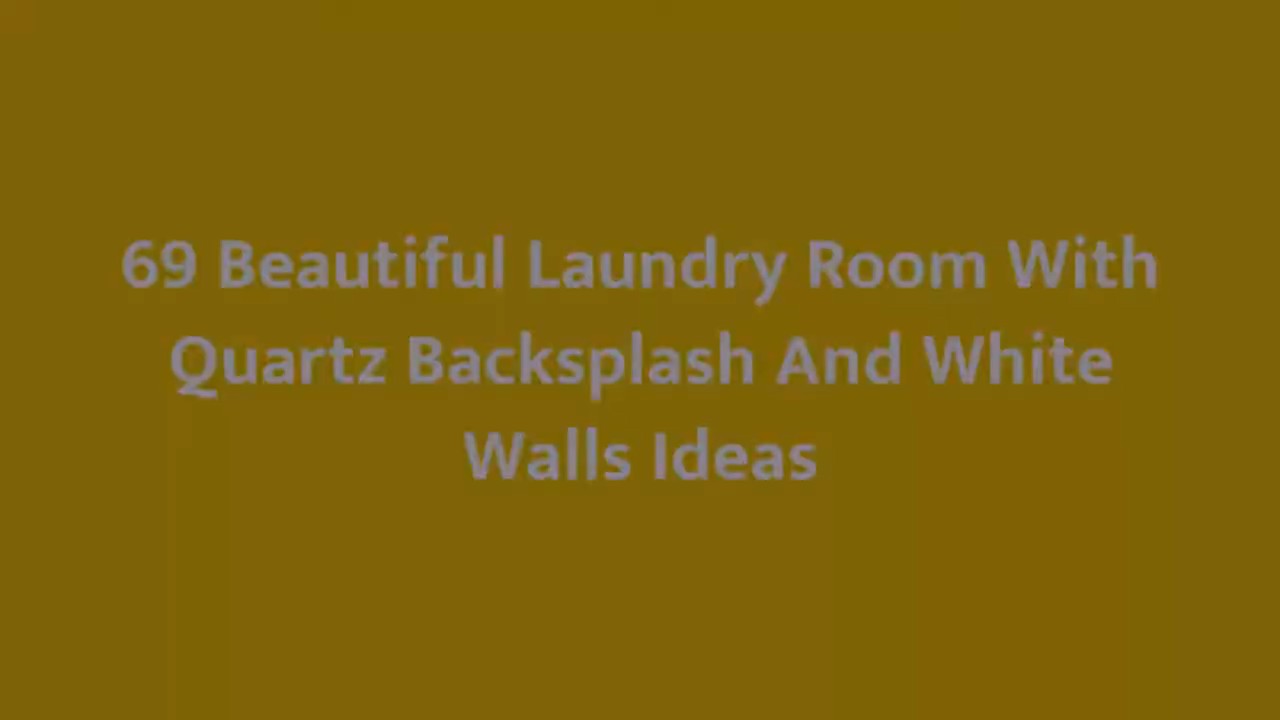 69 Beautiful Laundry Room With
Quartz Backsplash And White
Walls Ideas